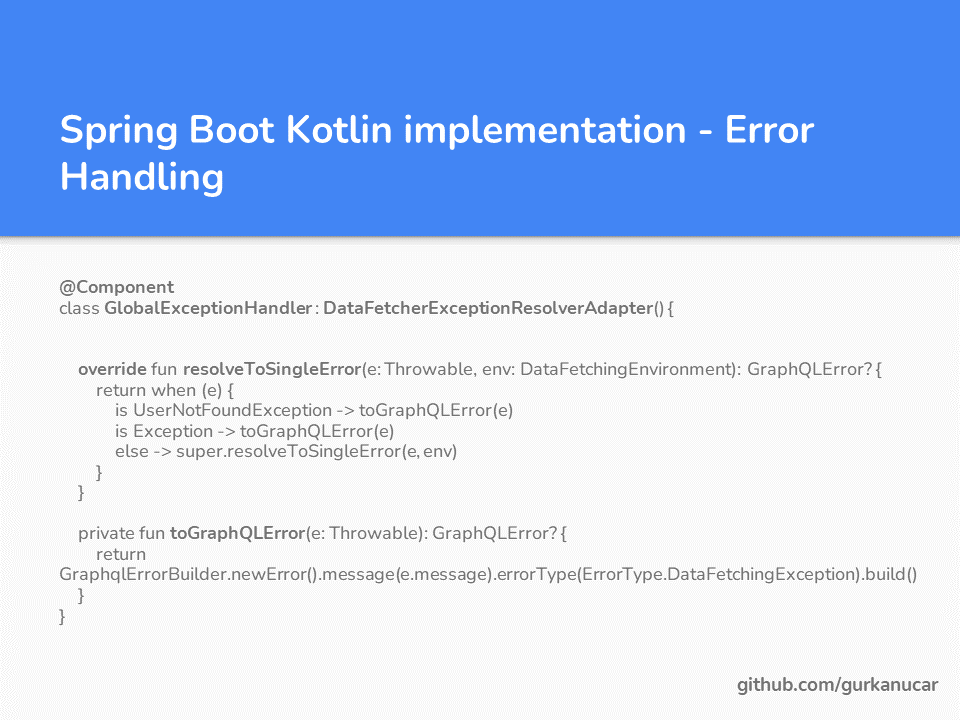 Spring Boot Kotlin implementation - Error
Handling
@Component
class GlobalExceptionHandler : DataFetcherExceptionResolverAdapter() {
override fun resolveToSingleError(e: Throwable, env: DataFetchingEnvironment): GraphQLError? {
return when (e) {
is UserNotFoundException -> toGraphQLError(e)
is Exception -> toGraphQLError(e)
else -> super.resolveToSingleError(e, env)
}
}
private fun toGraphQLError(e: Throwable): GraphQLError? {
return
GraphqlErrorBuilder.newError().message(e.message).errorType(ErrorType.DataFetchingException).build()
}
}
github.com/gurkanucar